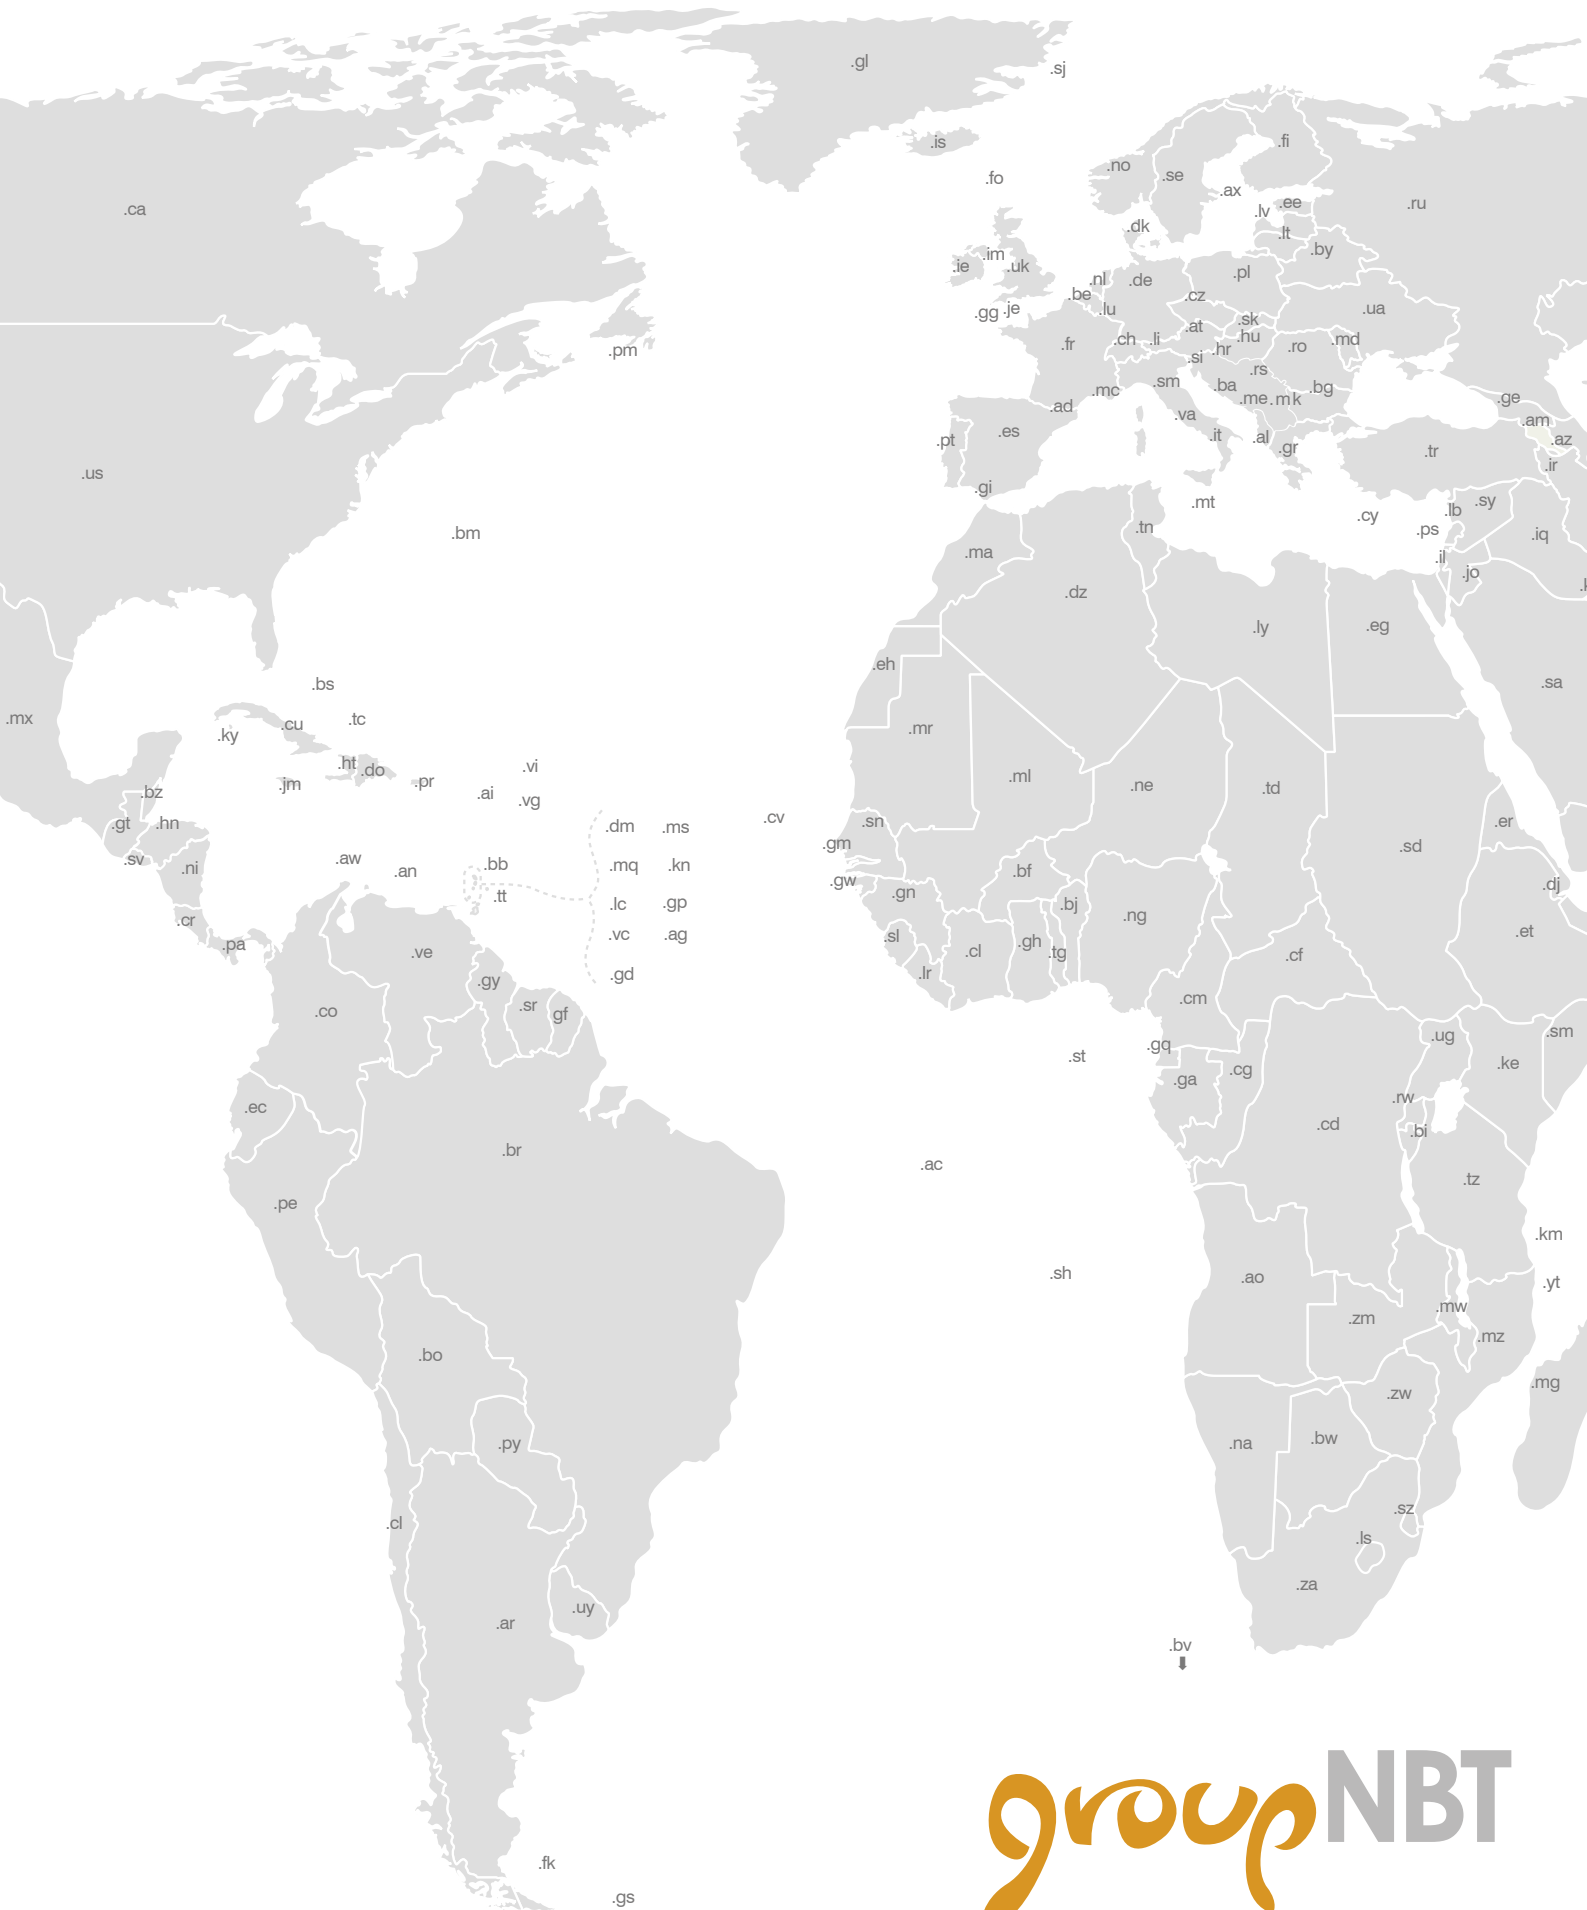 .gl
.sj
.is
.fi
.no
.se
.fo
.ax
.ca
.ee
.ru
.lv
.dk
.lt
.by
.im
.ie
.uk
.pl
.nl
.de
.be
.cz
.gg
.je
.lu
.ua
.sk
.at
.hu
.pm
.fr
.ch
.li
.hr
.ro
.md
.si
.rs
.sm
.ba
.mc
.bg
.me
.mk
.ge
.ad
.va
.am
.pt
.es
.it
.al
.az
.gr
.tr
.ir
.us
.gi
.mt
.sy
.lb
.cy
.bm
.tn
.ps
.iq
.ma
.il
.jo
.dz
.ly
.eg
.eh
.bs
.sa
.mx
.tc
.cu
.ky
.mr
.ht
.do
.vi
.jm
.pr
.ml
.ne
.td
.bz
.ai
.vg
.gt
.hn
.dm
.ms
.cv
.sn
.er
.gm
.sd
.sv
.ni
.aw
.an
.bb
.mq
.kn
.bf
.gw
.gn
.dj
.tt
.lc
.gp
.bj
.ng
.cr
.pa
.vc
.ag
.sl
.cl
.gh
.tg
.et
.ve
.cf
.gd
.lr
.gy
.sr
gf
.cm
.co
.sm
.ug
.gq
.st
.ke
.ga
.cg
.rw
.ec
.cd
.bi
.br
.ac
.tz
.pe
.km
.sh
.ao
.yt
.mw
.zm
.mz
.bo
.mg
.zw
.py
.na
.bw
.cl
.sz
.ls
.za
.uy
.ar
.bv
groupNBT
.fk
.gs